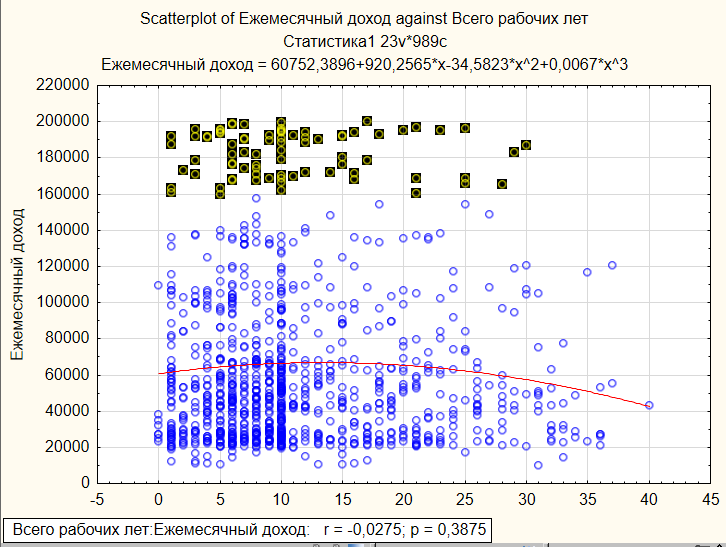 Scatterplot of Ежемесячный доход against Всего рабочих лет
Статистика1 23v*989c
Ежемесячный доход = 60752,3896+920,2565*x-34,5823*x^2+0,0067*x^3
220000
200000
180000
160000
140000
120000
100000
80000
60000
40000
20000
0
Ежемесячный доход
-5 0 5 10 15 20 25 30 35 40 45
Всего рабочих лет:Ежемесячный доход: r = -0,0275; p = 0,3875